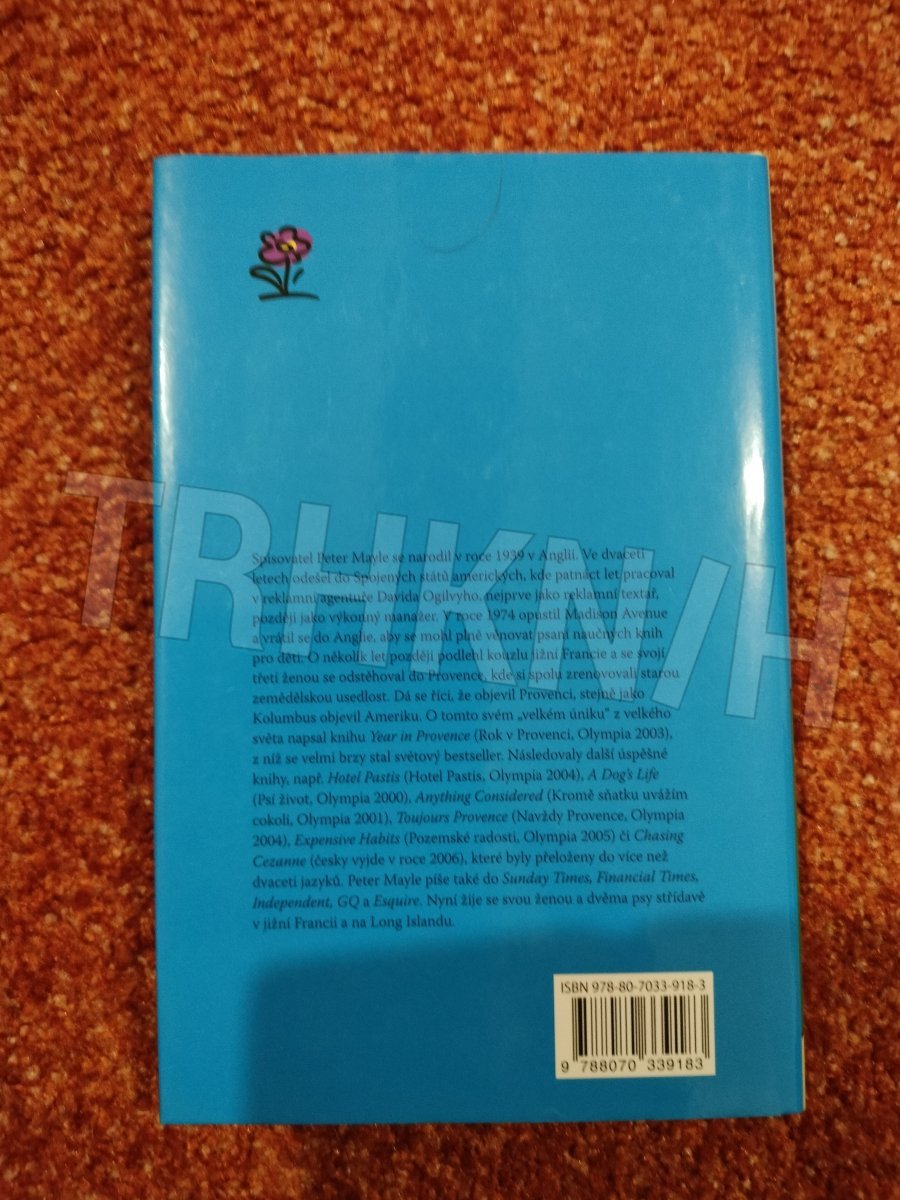 Spisovatel Peter Mayle se narodil v roce 1939 v Anglii. Ve dvaceti
letech odešel do Spojených států amerických, kde patnáct let pracoval
v reklamní agentuře Davida Ogilvyho, nejprve jako reklamní textař,
později jako výkonný manažer. V roce 1974 opustil Madison Avenue
a vrátil se do Anglie, aby se mohl plně věnovat psaní naučných knih
pro děti. O několik let později podlehl kouzlu jižní Francie a se svojí
třetí ženou se odstěhoval do Provence, kde si spolu zrenovovali starou
zemědělskou usedlost. Dá se říci, že objevil Provenci, stejně jako
Kolumbus objevil Ameriku. O tomto svém „velkém úniku" z velkého
světa napsal knihu Year in Provence (Rok v Provenci, Olympia 2003),
z níž se velmi brzy stal světový bestseller. Následovaly další úspěšné
knihy, např. Hotel Pastis (Hotel Pastis, Olympia 2004), A Dog's Life
(Psí život, Olympia 2000), Anything Considered (Kromě sňatku uvážím
cokoli, Olympia 2001), Toujours Provence (Navždy Provence, Olympia
2004), Expensive Habits (Pozemské radosti, Olympia 2005) či Chasing
Cezanne (česky vyjde v roce 2006), které byly přeloženy do více než
dvaceti jazyků. Peter Mayle píše také do Sunday Times, Financial Times,
Independent, GQ a Esquire. Nyní žije se svou ženou a dvěma psy střídavě
v jižní Francii a na Long Islandu.
TRHKNIH
ISBN 978-80-7033-918-3
9 788070 339183